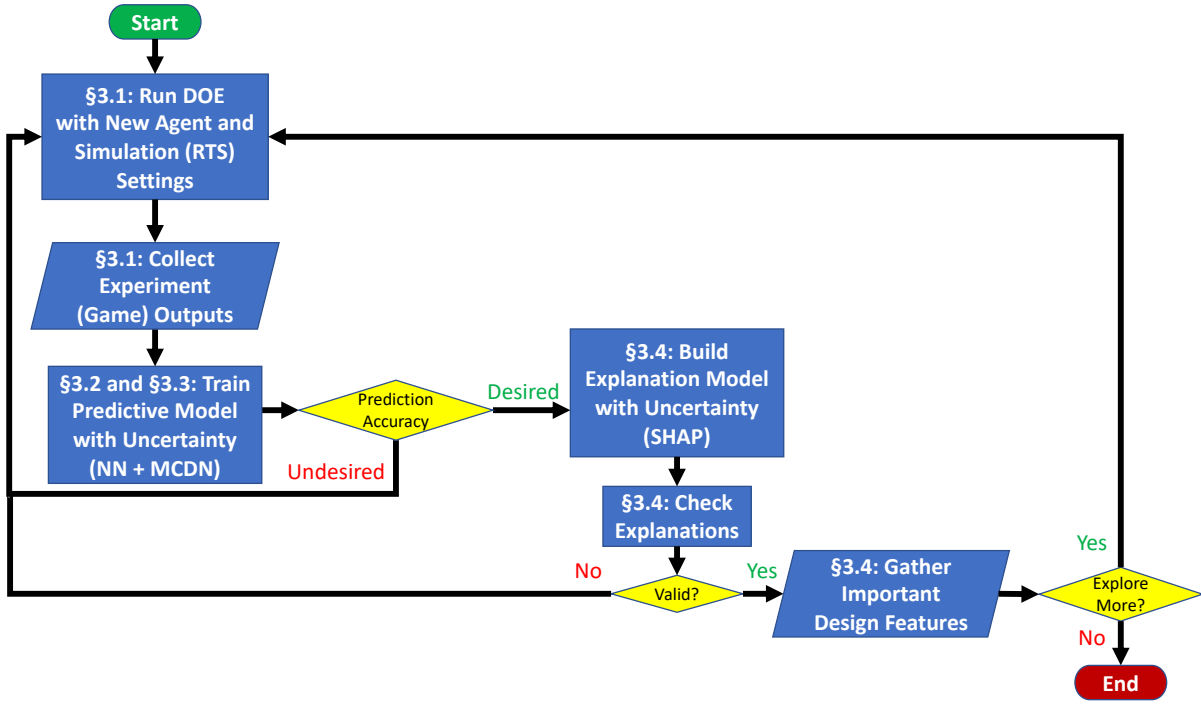 Start
§3.1: Run DOE
with New Agent and
Simulation (RTS)
Settings
§3.1: Collect
Experiment
(Game) Outputs
§3.2 and §3.3: Train
Predictive Model
with Uncertainty
(NN + MCDN)
Prediction
Accuracy
Desired
Undesired
§3.4: Build
Explanation Model
with Uncertainty
(SHAP)
§3.4: Check
Explanations
Valid?
No
Yes
§3.4: Gather
Important
Design Features
Explore
More?
Yes
No
End